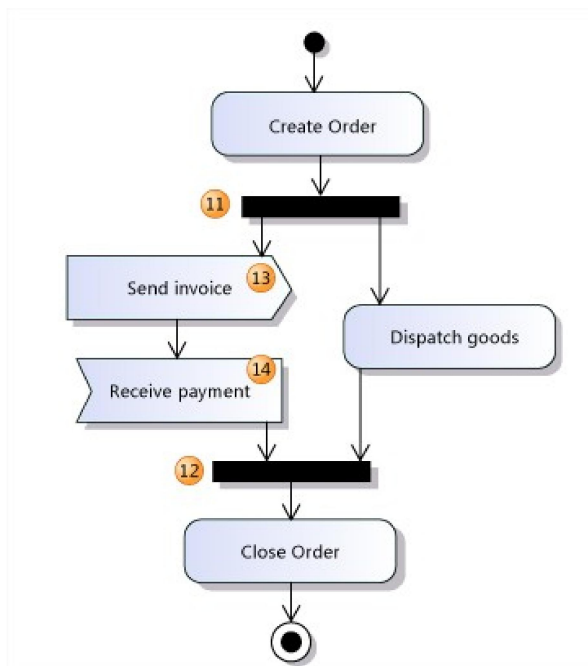 Create Order
11
13
Send invoice
Dispatch goods
14
Receive payment
12
Close Order